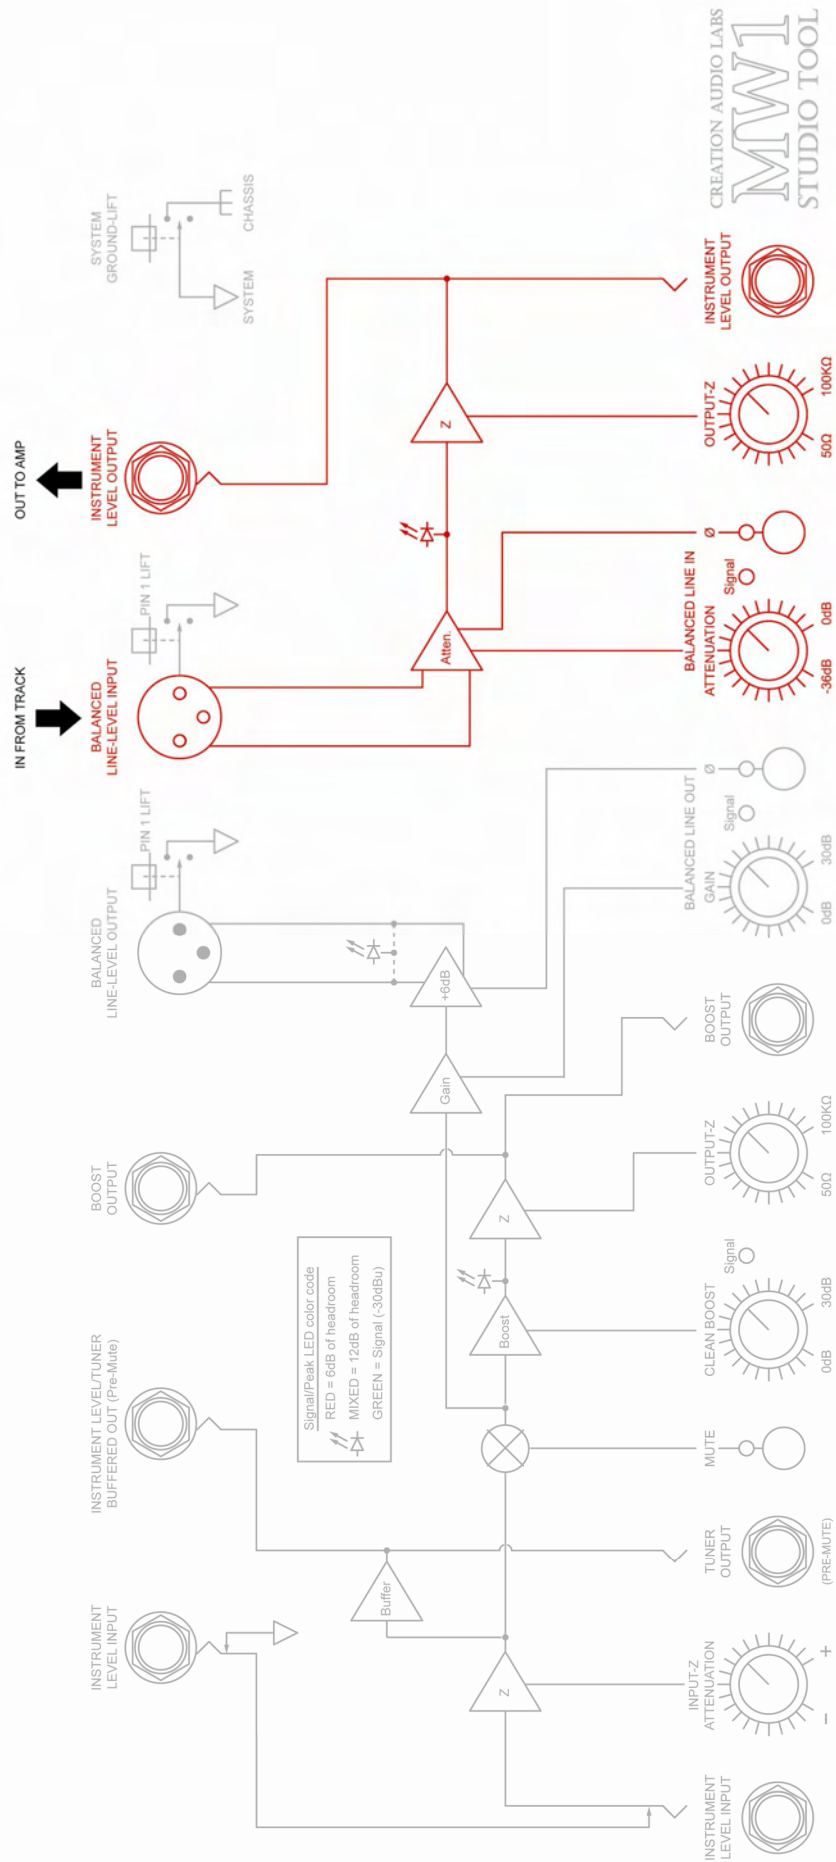 CREATION AUDIO LABS
MW1
STUDIO TOOL
INSTRUMENT
LEVEL INPUT
INSTRUMENT LEVEL/TUNER
BUFFERED OUT (Pre-Mute)
BOOST
OUTPUT
BALANCED
LINE-LEVEL OUTPUT
PIN 1 LIFT
IN FROM TRACK
BALANCED
LINE-LEVEL INPUT
PIN 1 LIFT
OUT TO AMP
INSTRUMENT
LEVEL OUTPUT
SYSTEM
GROUND-LIFT
SYSTEM
CHASSIS
Signal/Peak LED color code
RED = 6dB of headroom
MIXED = 12dB of headroom
GREEN = Signal (-30dBu)
Z
Buffer
Boost
Z
Gain
+6dB
Atten.
Z
INSTRUMENT
LEVEL INPUT
INPUT-Z
ATTENUATION
– +
TUNER
OUTPUT
(PRE-MUTE)
MUTE
CLEAN BOOST
Signal
0dB 30dB
OUTPUT-Z
50Ω 100KΩ
BOOST
OUTPUT
BALANCED LINE OUT
GAIN
Signal
Ø
0dB 30dB
BALANCED LINE IN
ATTENUATION
Signal
Ø
-36dB 0dB
OUTPUT-Z
50Ω 100KΩ
INSTRUMENT
LEVEL OUTPUT